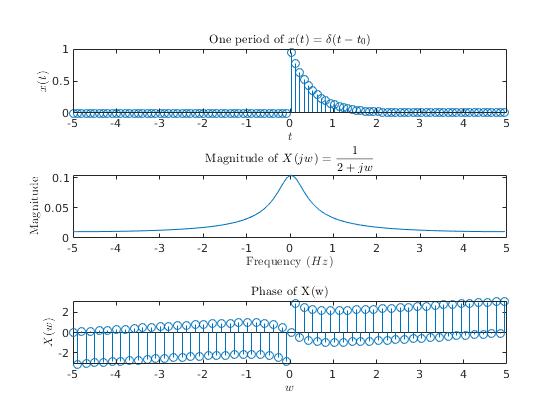 One period of x(t) = δ(t − t₀)
1
0.5
0
x(t)
-5 -4 -3 -2 -1 0 1 2 3 4 5
t
Magnitude of X(jw) = 1/(2 + jw)
0.1
0.05
0
Magnitude
-5 -4 -3 -2 -1 0 1 2 3 4 5
Frequency (Hz)
Phase of X(w)
2
0
-2
X(w)
-5 -4 -3 -2 -1 0 1 2 3 4 5
w